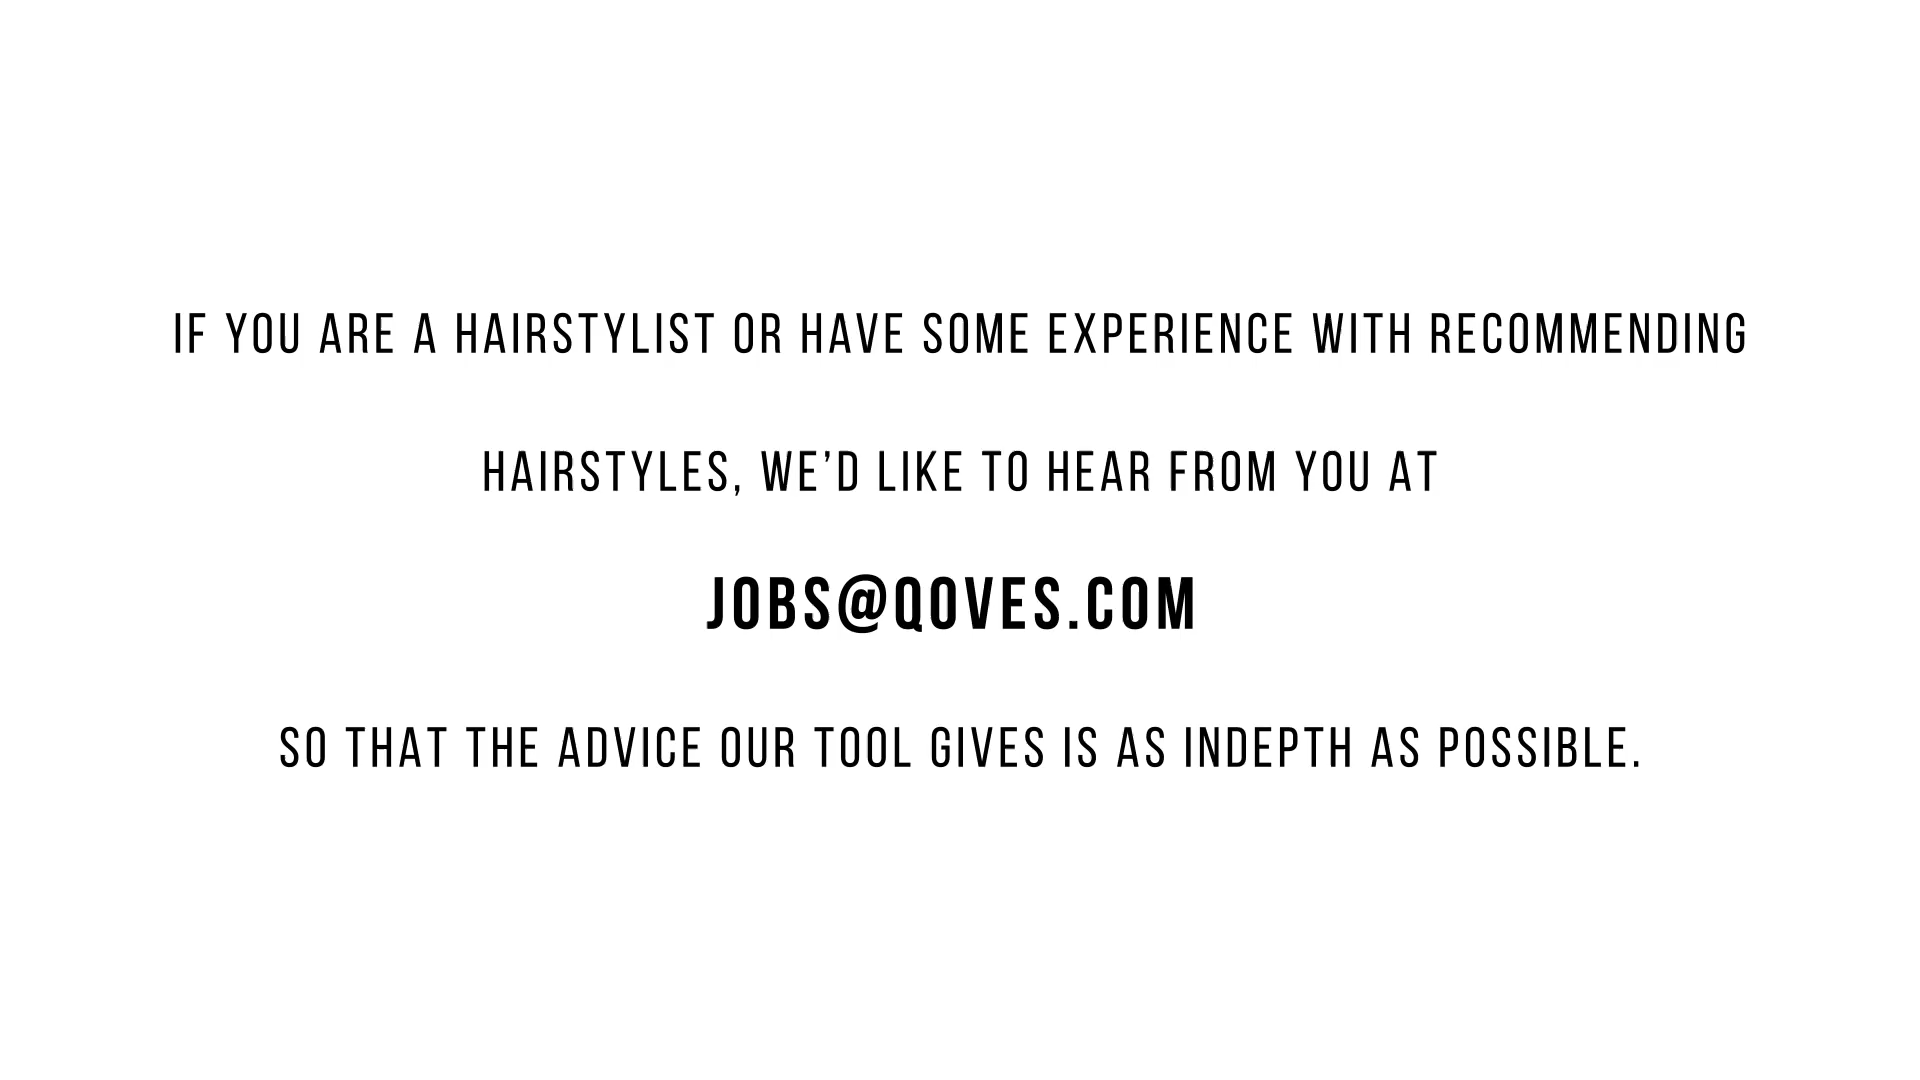 IF YOU ARE A HAIRSTYLIST OR HAVE SOME EXPERIENCE WITH RECOMMENDING
HAIRSTYLES, WE’D LIKE TO HEAR FROM YOU AT
JOBS@QOVES.COM
SO THAT THE ADVICE OUR TOOL GIVES IS AS INDEPTH AS POSSIBLE.